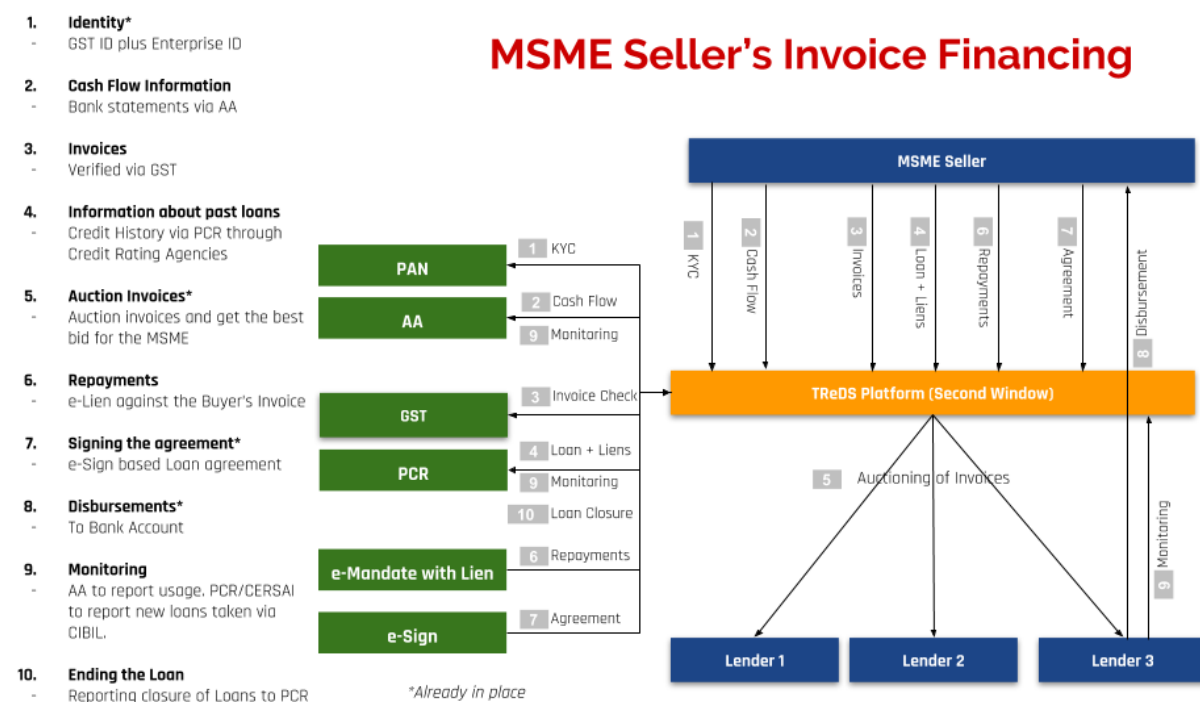 MSME Seller's Invoice Financing
1. Identity*
- GST ID plus Enterprise ID
2. Cash Flow Information
- Bank statements via AA
3. Invoices
- Verified via GST
4. Information about past loans
- Credit History via PCR through
Credit Rating Agencies
5. Auction Invoices*
- Auction invoices and get the best
bid for the MSME
6. Repayments
- e-Lien against the Buyer's Invoice
7. Signing the agreement*
- e-Sign based Loan agreement
8. Disbursements*
- To Bank Account
9. Monitoring
- AA to report usage. PCR/CERSAI
to report new loans taken via
CIBIL.
10. Ending the Loan
- Reporting closure of Loans to PCR
*Already in place
PAN
AA
GST
PCR
e-Mandate with Lien
e-Sign
1 KYC
2 Cash Flow
9 Monitoring
3 Invoice Check
4 Loan + Liens
9 Monitoring
10 Loan Closure
6 Repayments
7 Agreement
MSME Seller
1 KYC
2 Cash Flow
3 Invoices
4 Loan + Liens
6 Repayments
7 Agreement
8 Disbursement
TReDS Platform (Second Window)
5 Auctioning of Invoices
9 Monitoring
Lender 1
Lender 2
Lender 3